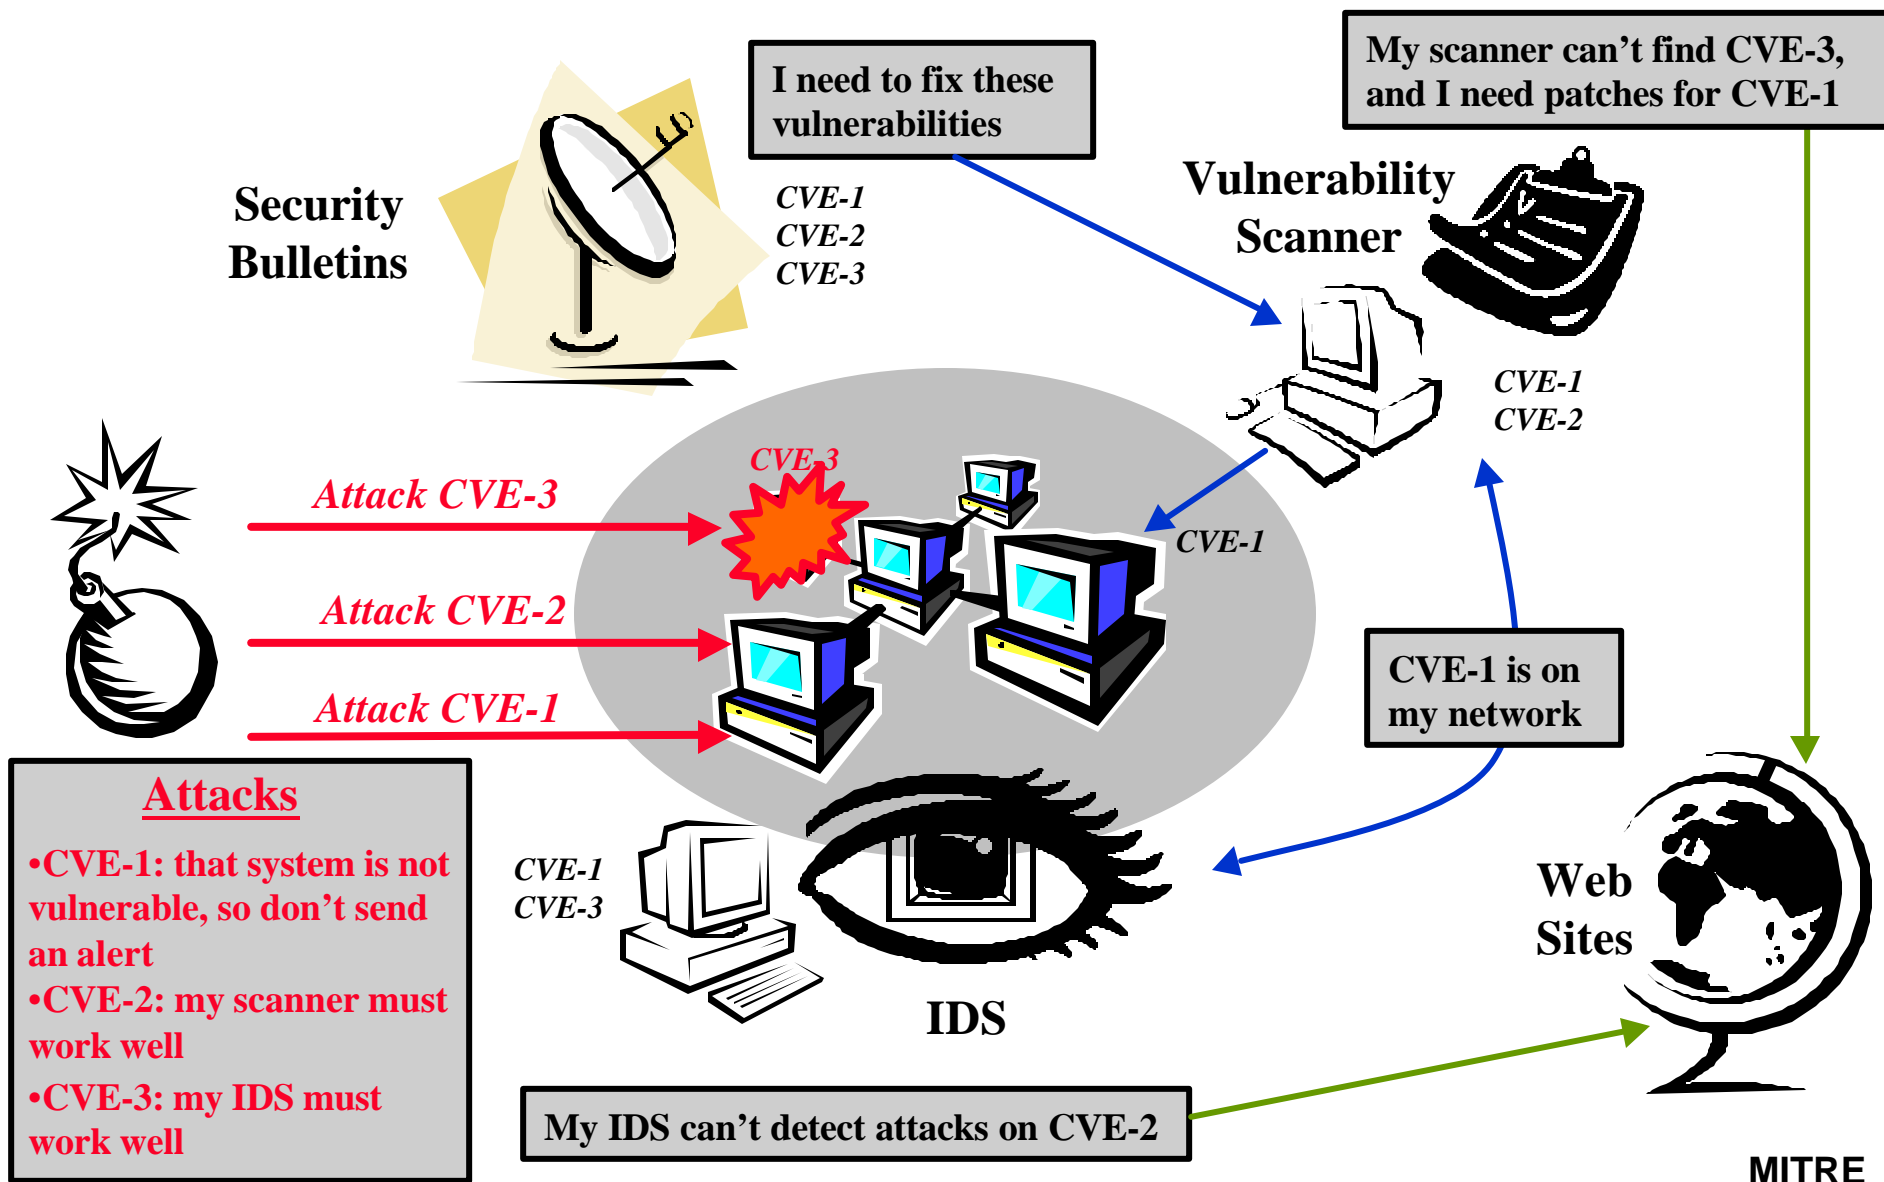 I need to fix these
vulnerabilities
My scanner can’t find CVE-3,
and I need patches for CVE-1
Security
Bulletins
CVE-1
CVE-2
CVE-3
Vulnerability
Scanner
CVE-1
CVE-2
CVE-3
Attack CVE-3
CVE-1
Attack CVE-2
Attack CVE-1
CVE-1 is on
my network
Attacks
•CVE-1: that system is not
vulnerable, so don’t send
an alert
•CVE-2: my scanner must
work well
•CVE-3: my IDS must
work well
CVE-1
CVE-3
IDS
Web
Sites
My IDS can’t detect attacks on CVE-2
MITRE